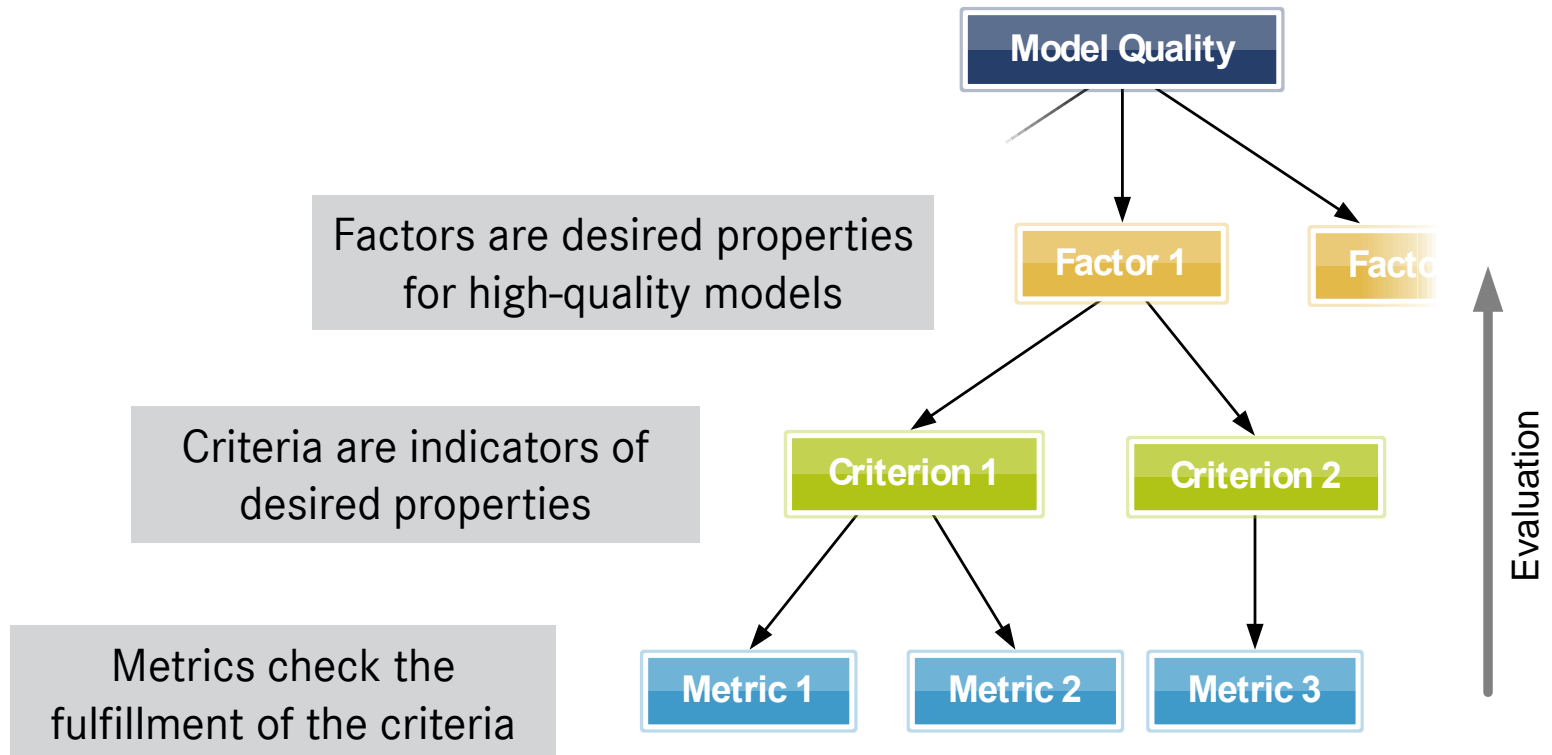 Model Quality
Factors are desired properties
for high-quality models
Factor 1
Criteria are indicators of
desired properties
Criterion 1
Criterion 2
Evaluation
Metrics check the
fulfillment of the criteria
Metric 1
Metric 2
Metric 3